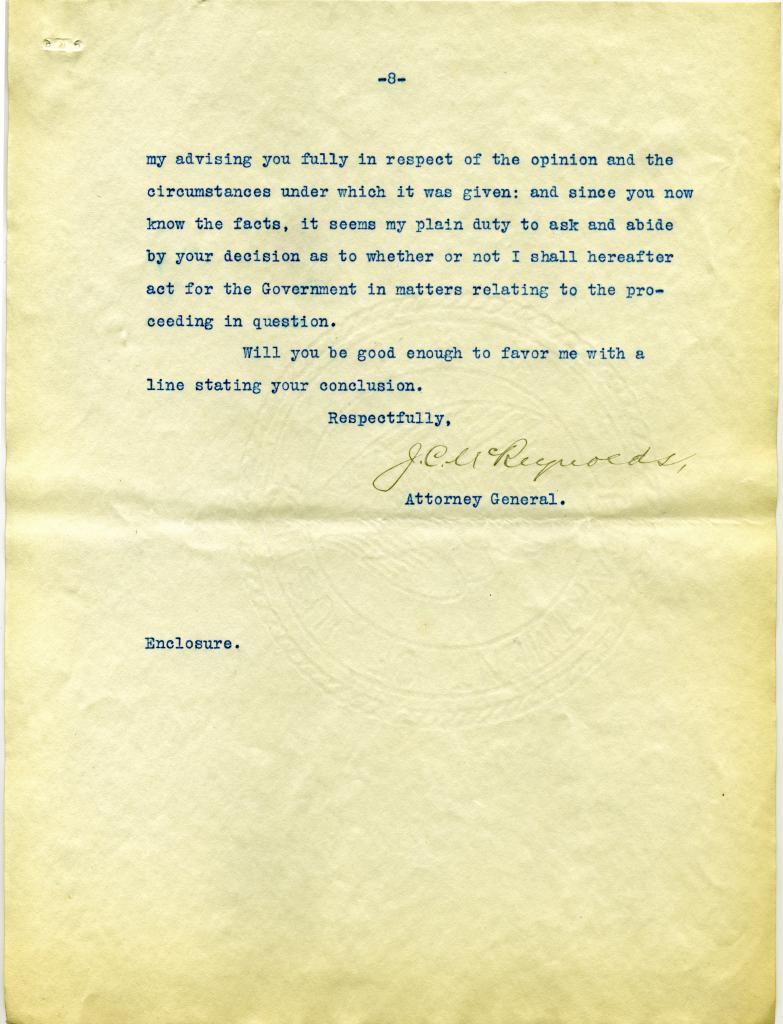 -8-
my advising you fully in respect of the opinion and the
circumstances under which it was given: and since you now
know the facts, it seems my plain duty to ask and abide
by your decision as to whether or not I shall hereafter
act for the Government in matters relating to the pro-
ceeding in question.
Will you be good enough to favor me with a
line stating your conclusion.
Respectfully,
J.C. McReynolds,
Attorney General.
Enclosure.